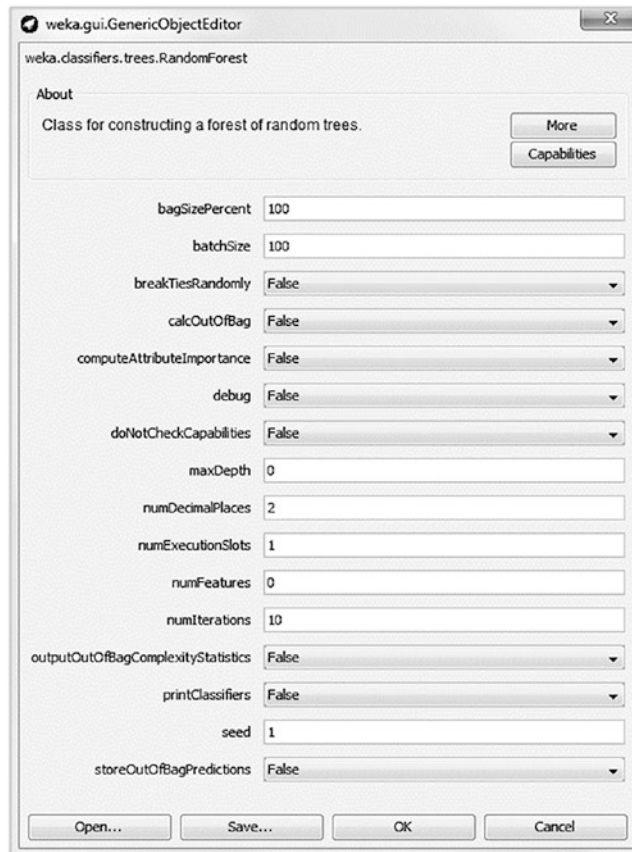 weka.gui.GenericObjectEditor
weka.classifiers.trees.RandomForest
About
Class for constructing a forest of random trees.
More
Capabilities
bagSizePercent 100
batchSize 100
breakTiesRandomly False
calcOutOfBag False
computeAttributeImportance False
debug False
doNotCheckCapabilities False
maxDepth 0
numDecimalPlaces 2
numExecutionSlots 1
numFeatures 0
numIterations 10
outputOutOfBagComplexityStatistics False
printClassifiers False
seed 1
storeOutOfBagPredictions False
Open... Save... OK Cancel